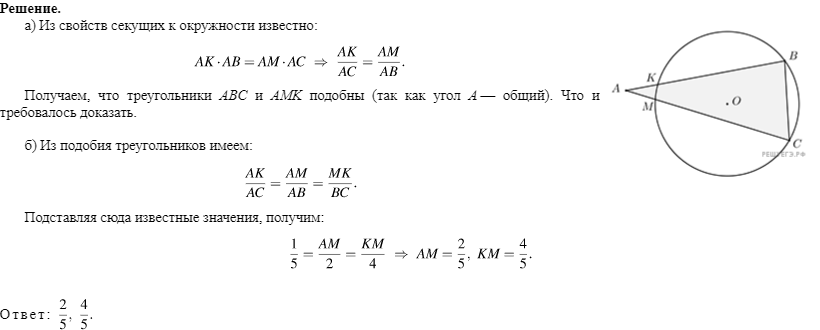 Решение.
а) Из свойств секущих к окружности известно:
AK · AB = AM · AC ⇒ AK/AC = AM/AB.
Получаем, что треугольники ABC и AMK подобны (так как угол A — общий). Что и
требовалось доказать.
б) Из подобия треугольников имеем:
AK/AC = AM/AB = MK/BC.
Подставляя сюда известные значения, получим:
1/5 = AM/2 = KM/4 ⇒ AM = 2/5, KM = 4/5.
Ответ: 2/5, 4/5.
B
K
A
M
O
C
РЕШУЕГЭ.РФ